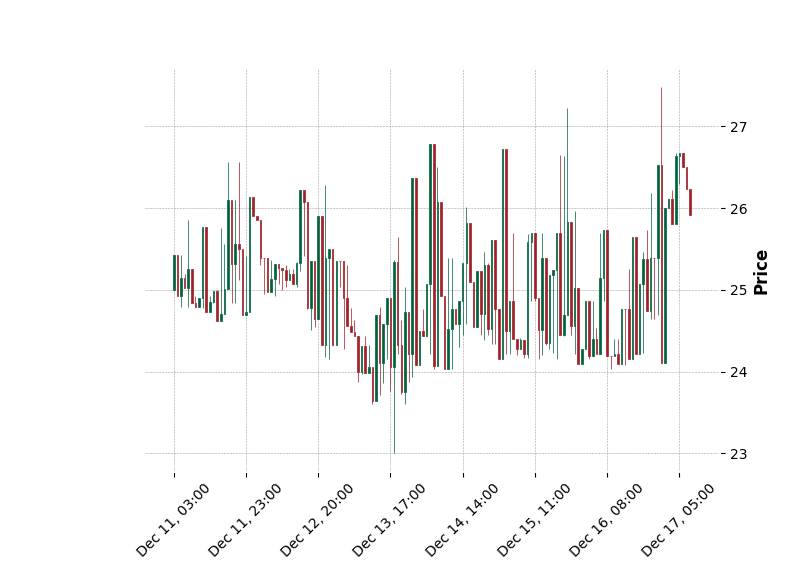 27
26
25
24
23
Price
Dec 11, 03:00
Dec 11, 23:00
Dec 12, 20:00
Dec 13, 17:00
Dec 14, 14:00
Dec 15, 11:00
Dec 16, 08:00
Dec 17, 05:00